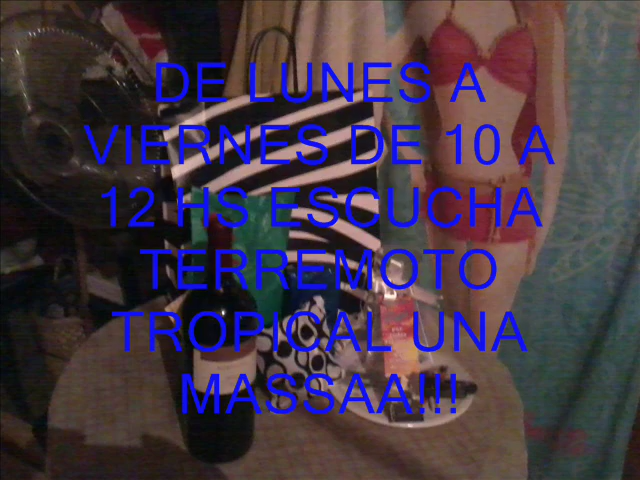 DE LUNES A
VIERNES DE 10 A
12 HS ESCUCHA
TERREMOTO
TROPICAL UNA
MASSAA!!!